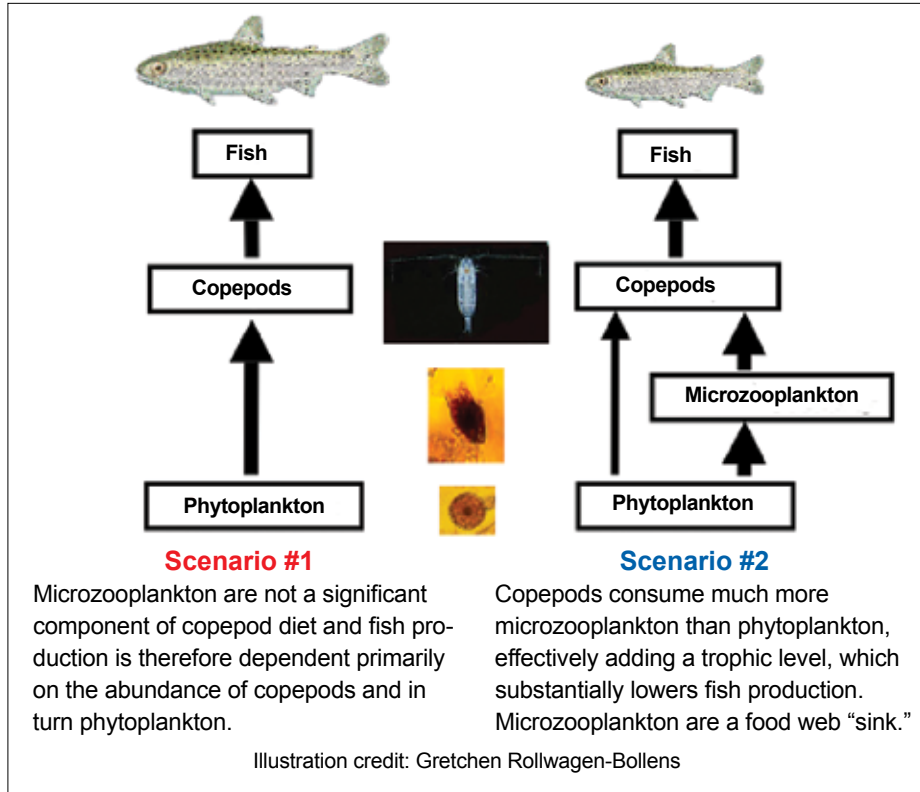 Fish
Copepods
Phytoplankton
Scenario #1
Microzooplankton are not a significant
component of copepod diet and fish pro-
duction is therefore dependent primarily
on the abundance of copepods and in
turn phytoplankton.
Fish
Copepods
Microzooplankton
Phytoplankton
Scenario #2
Copepods consume much more
microzooplankton than phytoplankton,
effectively adding a trophic level, which
substantially lowers fish production.
Microzooplankton are a food web “sink.”
Illustration credit: Gretchen Rollwagen-Bollens